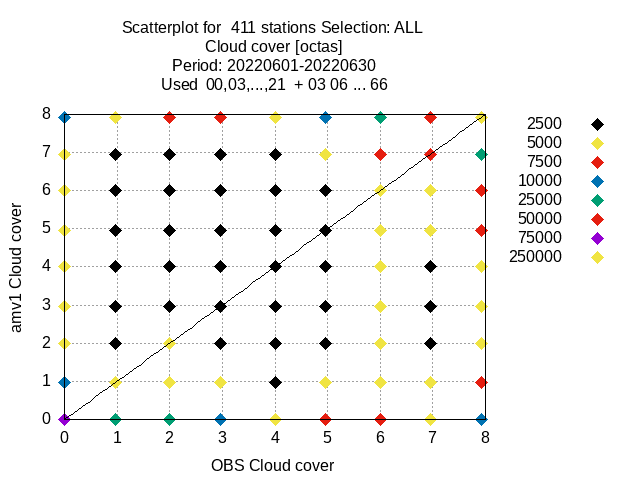 Scatterplot for  411 stations Selection: ALL
Cloud cover [octas]
Period: 20220601-20220630
Used  00,03,...,21  + 03 06 ... 66
8
7
6
5
4
3
2
1
0
amv1 Cloud cover
0 1 2 3 4 5 6 7 8
OBS Cloud cover
2500
5000
7500
10000
25000
50000
75000
250000